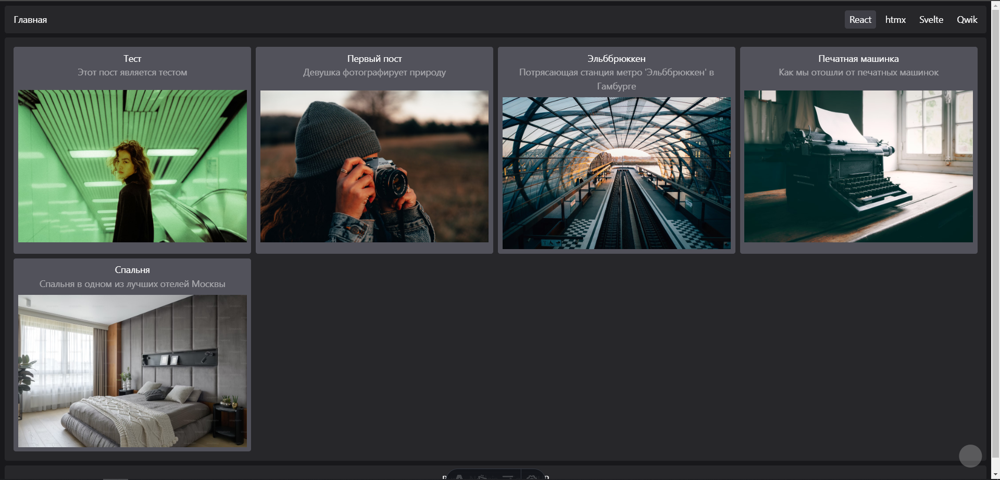 Главная
React
htmx
Svelte
Qwik
Тест
Этот пост является тестом
Первый пост
Девушка фотографирует природу
Эльббрюккен
Потрясающая станция метро 'Эльббрюккен' в
Гамбурге
Печатная машинка
Как мы отошли от печатных машинок
Спальня
Спальня в одном из лучших отелей Москвы